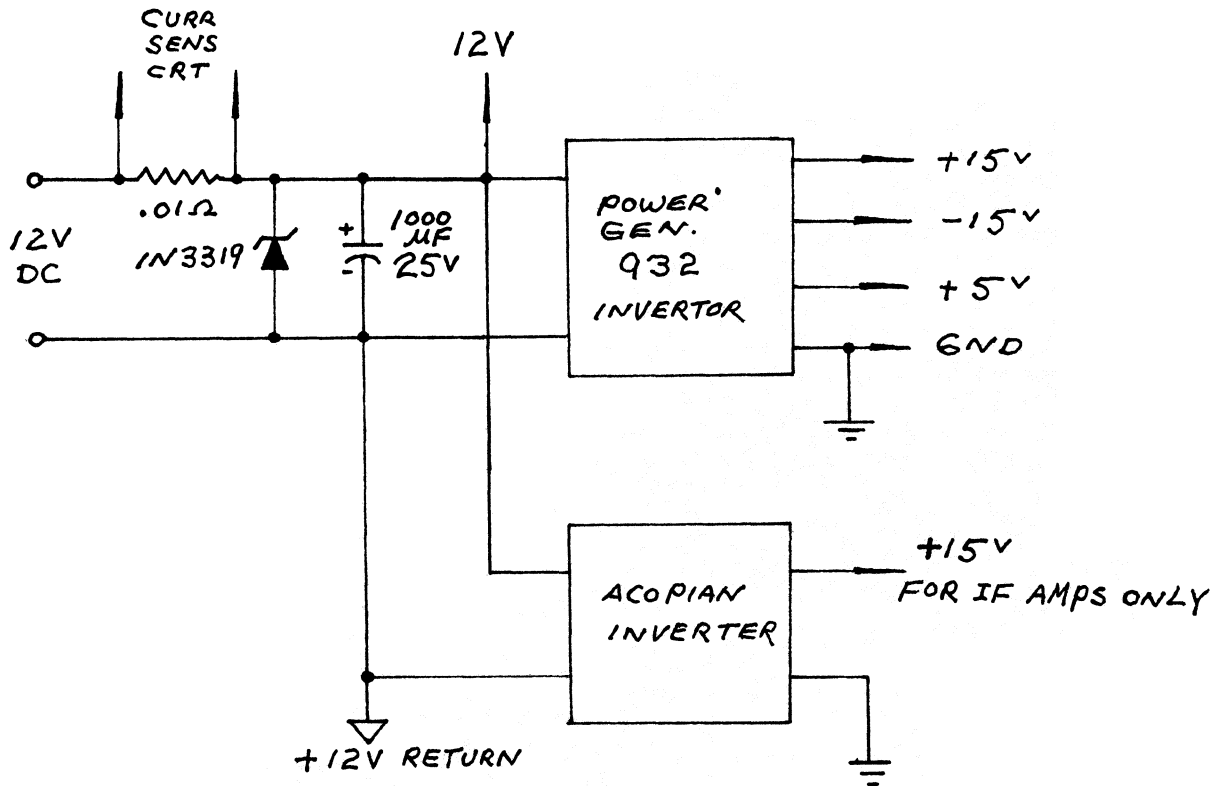 CURR
SENS
CRT
12V
.01Ω
12V
DC
1N3319
+
1000
µF
25V
-
POWER
GEN.
932
INVERTOR
+15V
-15V
+5V
GND
ACOPIAN
INVERTER
+15V
FOR IF AMPS ONLY
+12V RETURN